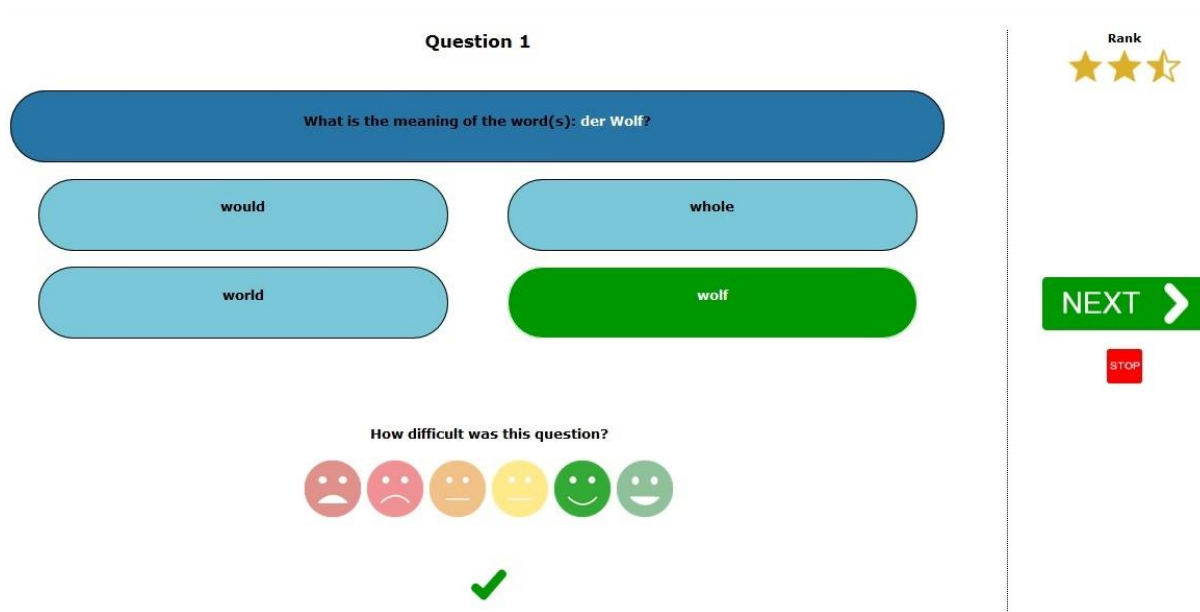 Question 1
Rank
What is the meaning of the word(s): der Wolf?
would
whole
world
wolf
NEXT
STOP
How difficult was this question?